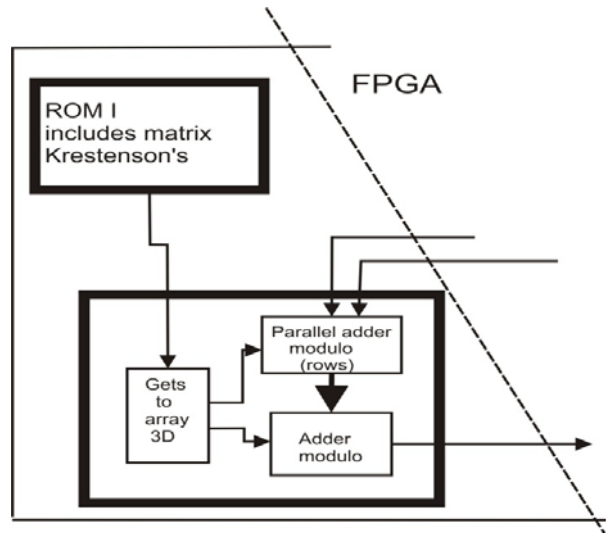 FPGA
ROM I
includes matrix
Krestenson's
Parallel adder
modulo
(rows)
Gets
to
array
3D
Adder
modulo